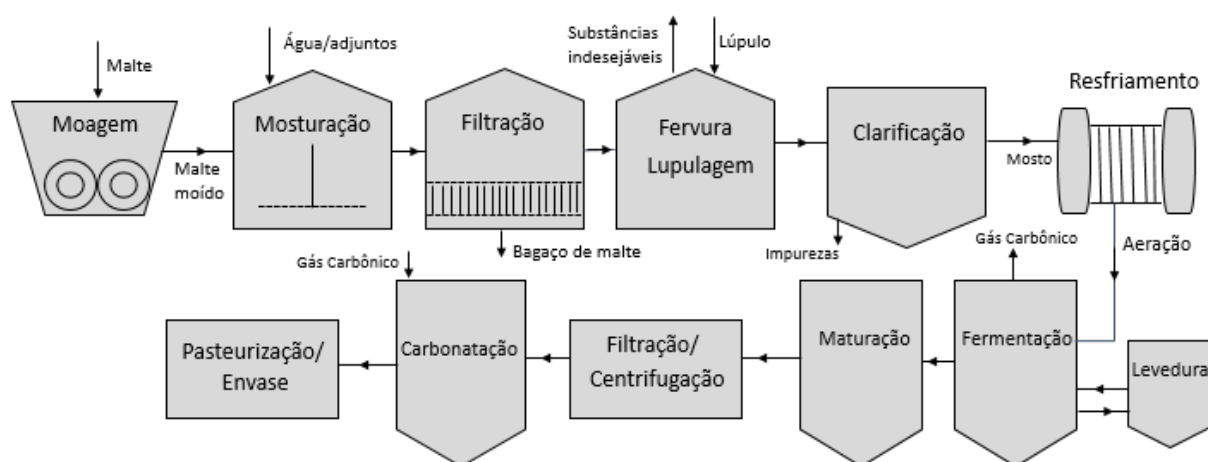 Malte
Moagem
Malte
moído
Água/adjuntos
Mosturação
Filtração
Bagaço de malte
Substâncias
indesejáveis
Lúpulo
Fervura
Lupulagem
Clarificação
Impurezas
Mosto
Resfriamento
Aeração
Gás Carbônico
Fermentação
Levedura
Maturação
Filtração/
Centrifugação
Gás Carbônico
Carbonatação
Pasteurização/
Envase